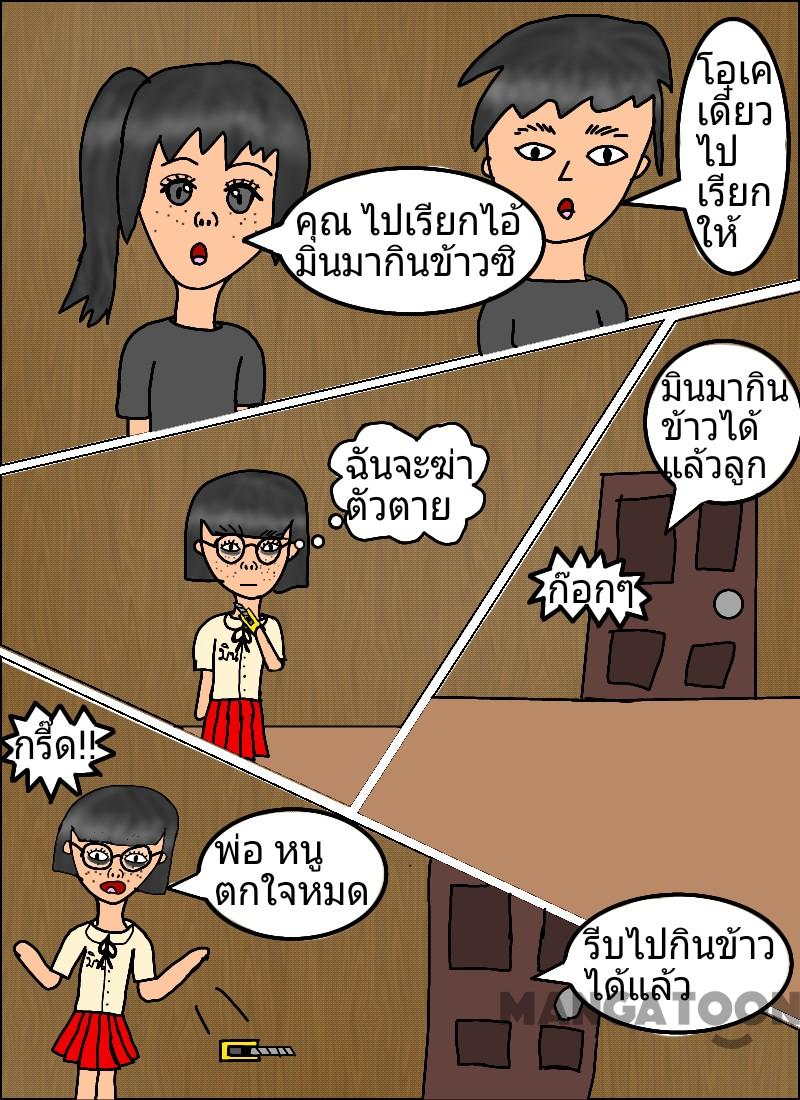 โอเค
เดี๋ยว
ไป
เรียก
ให้
คุณ ไปเรียกไอ้
มินมากินข้าวซิ
มินมากิน
ข้าวได้
แล้วลูก
ฉันจะฆ่า
ตัวตาย
ก๊อกๆ
มิน
กรี๊ด!!
พ่อ หนู
ตกใจหมด
มิน
รีบไปกินข้าว
ได้แล้ว
MANGATOON